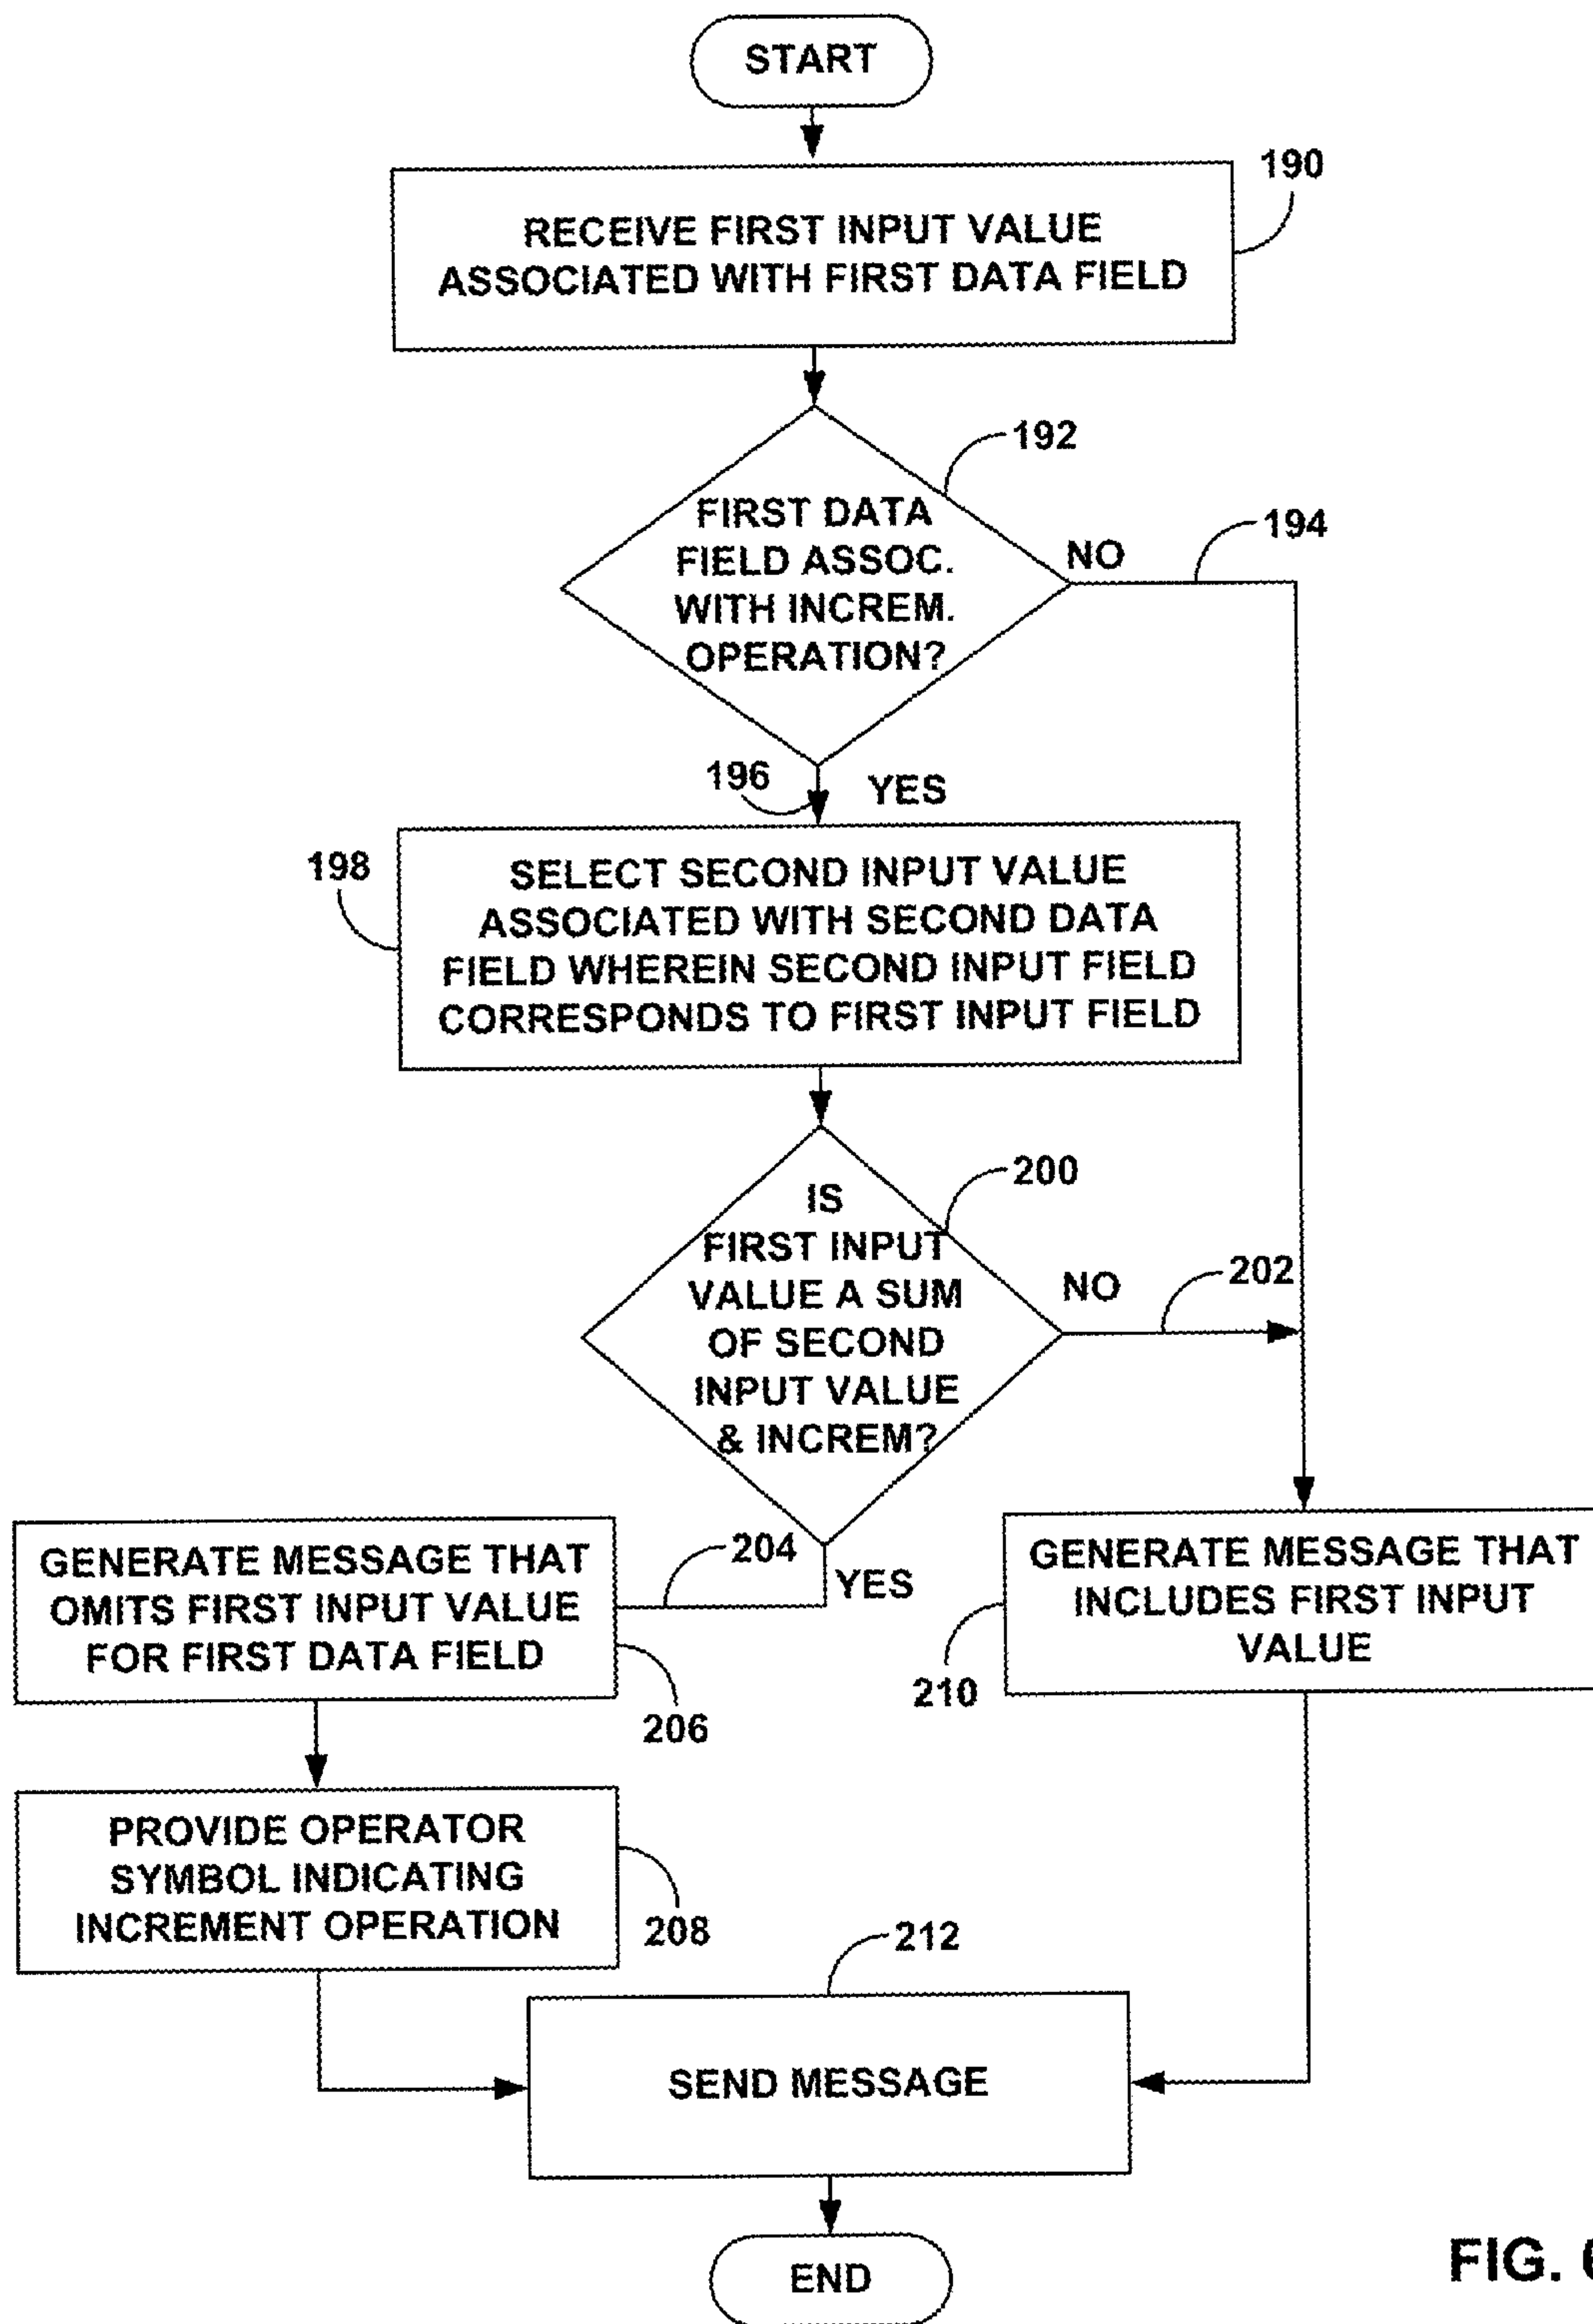 START
190
RECEIVE FIRST INPUT VALUE
ASSOCIATED WITH FIRST DATA FIELD
192
FIRST DATA
FIELD ASSOC.
WITH INCREM.
OPERATION?
NO
194
196
YES
198
SELECT SECOND INPUT VALUE
ASSOCIATED WITH SECOND DATA
FIELD WHEREIN SECOND INPUT FIELD
CORRESPONDS TO FIRST INPUT FIELD
200
IS
FIRST INPUT
VALUE A SUM
OF SECOND
INPUT VALUE
& INCREM?
NO
202
204
YES
GENERATE MESSAGE THAT
OMITS FIRST INPUT VALUE
FOR FIRST DATA FIELD
206
GENERATE MESSAGE THAT
INCLUDES FIRST INPUT
VALUE
210
PROVIDE OPERATOR
SYMBOL INDICATING
INCREMENT OPERATION
208
212
SEND MESSAGE
END
FIG. 6